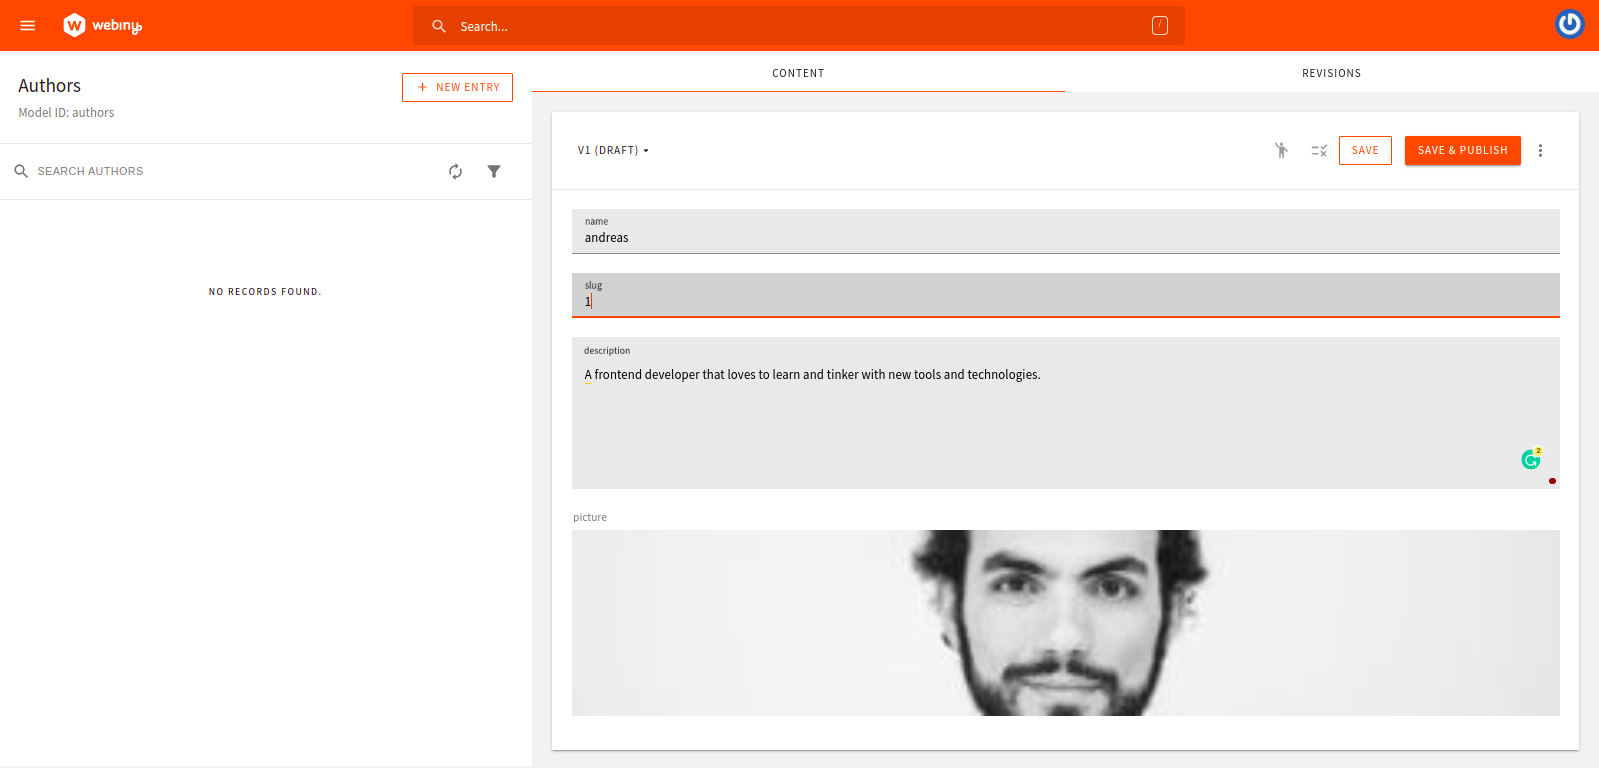 webiny
Search...
/
Authors
Model ID: authors
+ NEW ENTRY
SEARCH AUTHORS
NO RECORDS FOUND.
CONTENT
REVISIONS
V1 (DRAFT)
SAVE
SAVE & PUBLISH
name
andreas
slug
1
description
A frontend developer that loves to learn and tinker with new tools and technologies.
2
picture